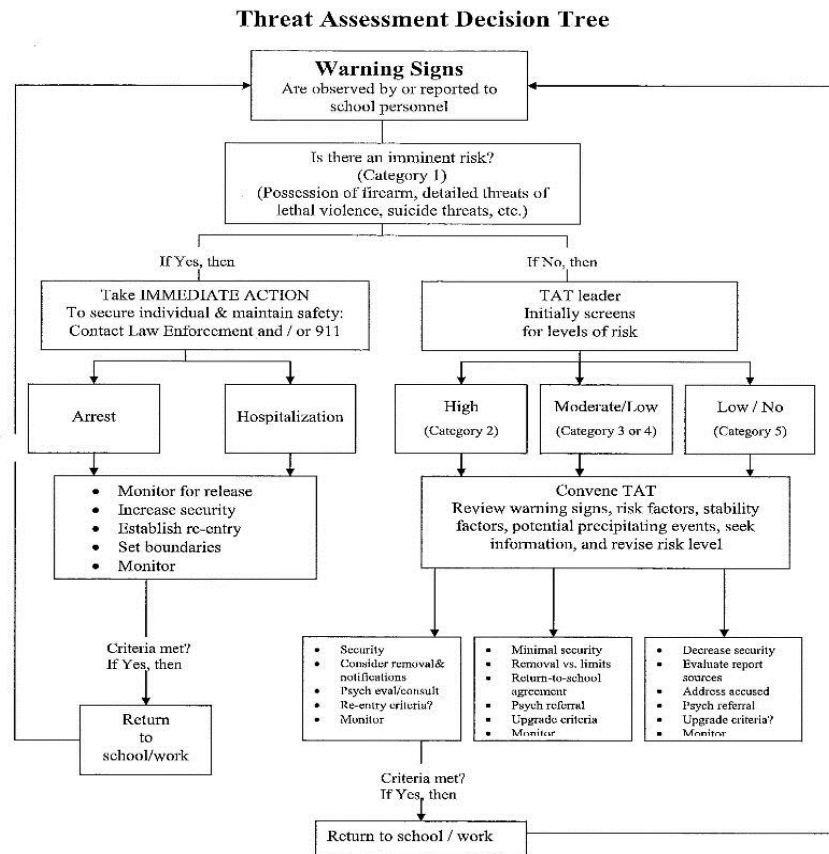 Threat Assessment Decision Tree
Warning Signs
Are observed by or reported to
school personnel
Is there an imminent risk?
(Category 1)
(Possession of firearm, detailed threats of
lethal violence, suicide threats, etc.)
If Yes, then
If No, then
Take IMMEDIATE ACTION
To secure individual & maintain safety:
Contact Law Enforcement and / or 911
TAT leader
Initially screens
for levels of risk
Arrest
Hospitalization
High
(Category 2)
Moderate/Low
(Category 3 or 4)
Low / No
(Category 5)
• Monitor for release
• Increase security
• Establish re-entry
• Set boundaries
• Monitor
Convene TAT
Review warning signs, risk factors, stability
factors, potential precipitating events, seek
information, and revise risk level
Criteria met?
If Yes, then
Return
to
school/work
• Security
• Consider removal&
notifications
• Psych eval/consult
• Re-entry criteria?
• Monitor
• Minimal security
• Removal vs. limits
• Return-to-school
agreement
• Psych referral
• Upgrade criteria
• Monitor
• Decrease security
• Evaluate report
sources
• Address accused
• Psych referral
• Upgrade criteria?
• Monitor
Criteria met?
If Yes, then
Return to school / work